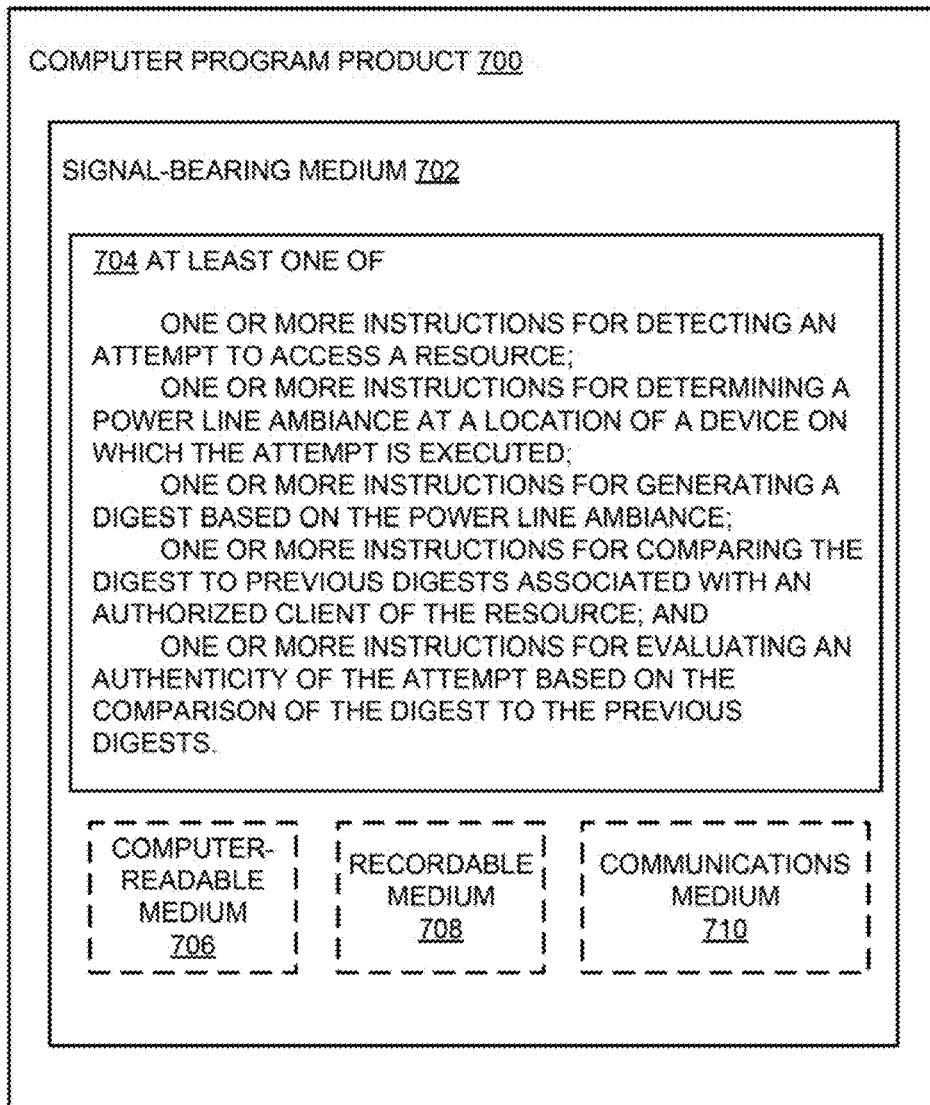 COMPUTER PROGRAM PRODUCT 700
SIGNAL-BEARING MEDIUM 702
704 AT LEAST ONE OF
ONE OR MORE INSTRUCTIONS FOR DETECTING AN
ATTEMPT TO ACCESS A RESOURCE;
ONE OR MORE INSTRUCTIONS FOR DETERMINING A
POWER LINE AMBIANCE AT A LOCATION OF A DEVICE ON
WHICH THE ATTEMPT IS EXECUTED;
ONE OR MORE INSTRUCTIONS FOR GENERATING A
DIGEST BASED ON THE POWER LINE AMBIANCE;
ONE OR MORE INSTRUCTIONS FOR COMPARING THE
DIGEST TO PREVIOUS DIGESTS ASSOCIATED WITH AN
AUTHORIZED CLIENT OF THE RESOURCE; AND
ONE OR MORE INSTRUCTIONS FOR EVALUATING AN
AUTHENTICITY OF THE ATTEMPT BASED ON THE
COMPARISON OF THE DIGEST TO THE PREVIOUS
DIGESTS.
COMPUTER-
READABLE
MEDIUM
706
RECORDABLE
MEDIUM
708
COMMUNICATIONS
MEDIUM
710